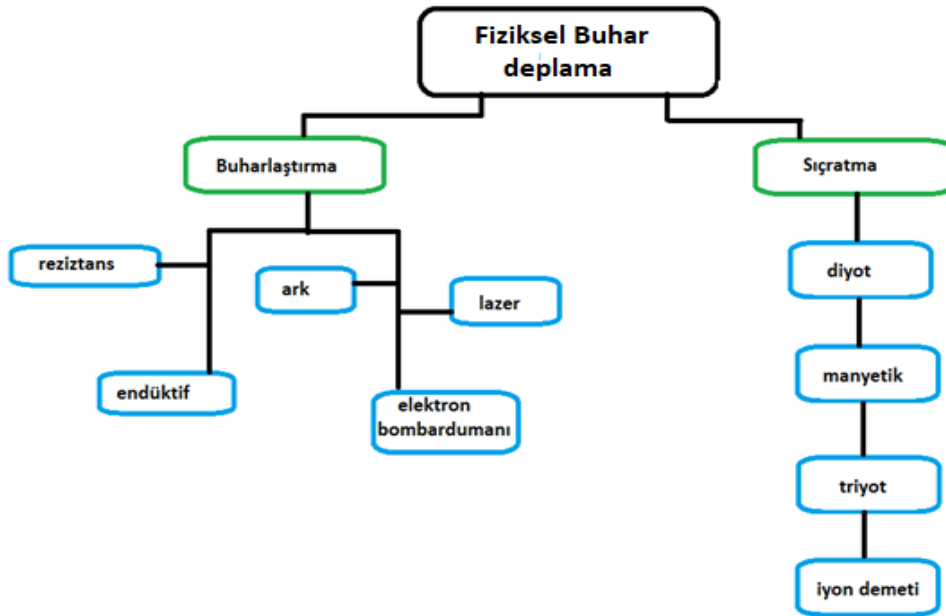 Fiziksel Buhar
deplama
Buharlaştırma
Sıçratma
reziztans
ark
lazer
diyot
endüktif
elektron
bombardumanı
manyetik
triyot
iyon demeti